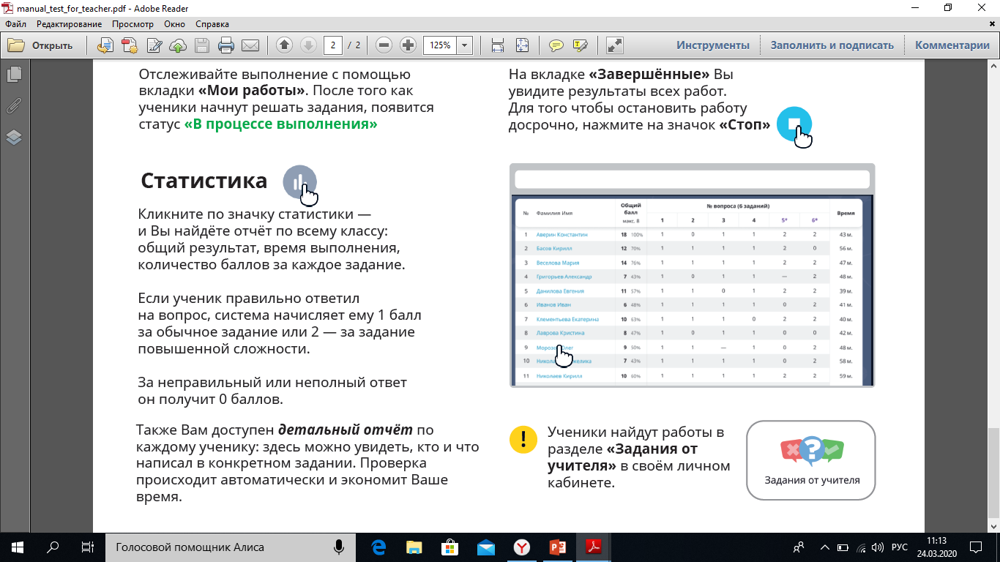 manual_test_for_teacher.pdf - Adobe Reader
Файл Редактирование Просмотр Окно Справка
Открыть 2 / 2 125% Инструменты Заполнить и подписать Комментарии
Отслеживайте выполнение с помощью
вкладки «Мои работы». После того как
ученики начнут решать задания, появится
статус «В процессе выполнения»
На вкладке «Завершённые» Вы
увидите результаты всех работ.
Для того чтобы остановить работу
досрочно, нажмите на значок «Стоп»
Статистика
Кликните по значку статистики —
и Вы найдёте отчёт по всему классу:
общий результат, время выполнения,
количество баллов за каждое задание.
Если ученик правильно ответил
на вопрос, система начисляет ему 1 балл
за обычное задание или 2 — за задание
повышенной сложности.
За неправильный или неполный ответ
он получит 0 баллов.
Также Вам доступен детальный отчёт по
каждому ученику: здесь можно увидеть, кто и что
написал в конкретном задании. Проверка
происходит автоматически и экономит Ваше
время.
№ Фамилия Имя Общий балл макс. 8 № вопроса (6 заданий) Время
1 2 3 4 5* 6*
1 Аверин Константин 18 100% 1 0 1 1 2 2 43 м.
2 Басов Кирилл 12 70% 1 1 1 1 2 0 56 м.
3 Веселова Мария 14 76% 1 1 1 1 2 2 47 м.
4 Григорьев Александр 7 43% 1 0 1 1 — 2 48 м.
5 Данилова Евгения 11 57% 1 1 0 1 2 2 39 м.
6 Иванов Иван 6 48% 1 1 1 1 0 2 41 м.
7 Клементьева Екатерина 10 63% 1 1 1 0 2 2 40 м.
8 Лаврова Кристина 8 47% 1 0 1 1 0 0 42 м.
9 9 50% 1 1 — 1 0 2 48 м.
10 7 43% 1 1 1 1 0 2 58 м.
11 Николаев Кирилл 10 60% 1 1 1 1 2 2 59 м.
! Ученики найдут работы в
разделе «Задания от
учителя» в своём личном
кабинете.
?
Задания от учителя
Голосовой помощник Алиса
РУС
11:13
24.03.2020